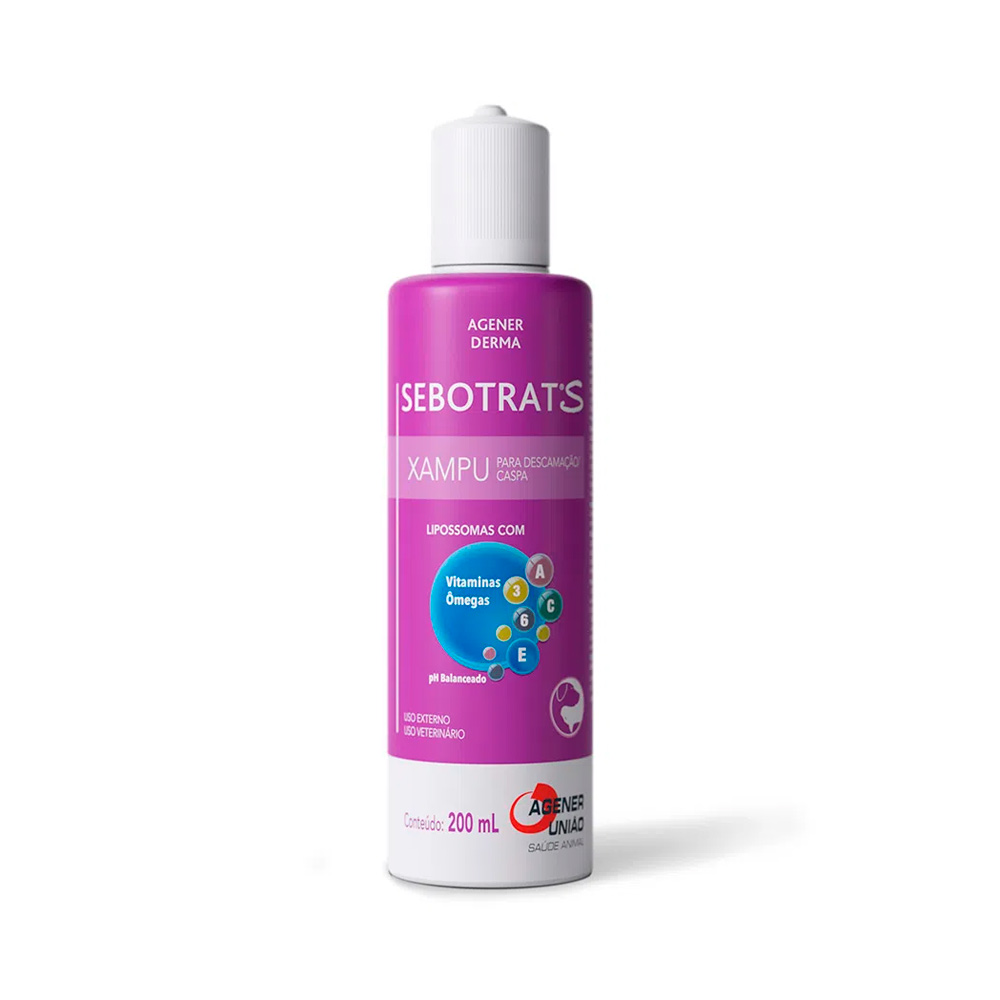 AGENER
DERMA
SEBOTRAT®S
XAMPU PARA DESCAMAÇÃO/
CASPA
LIPOSSOMAS COM
Vitaminas
Ômegas
A
3
C
6
E
pH Balanceado
USO EXTERNO
USO VETERINÁRIO
Conteúdo: 200 mL
AGENER
UNIÃO
SAÚDE ANIMAL